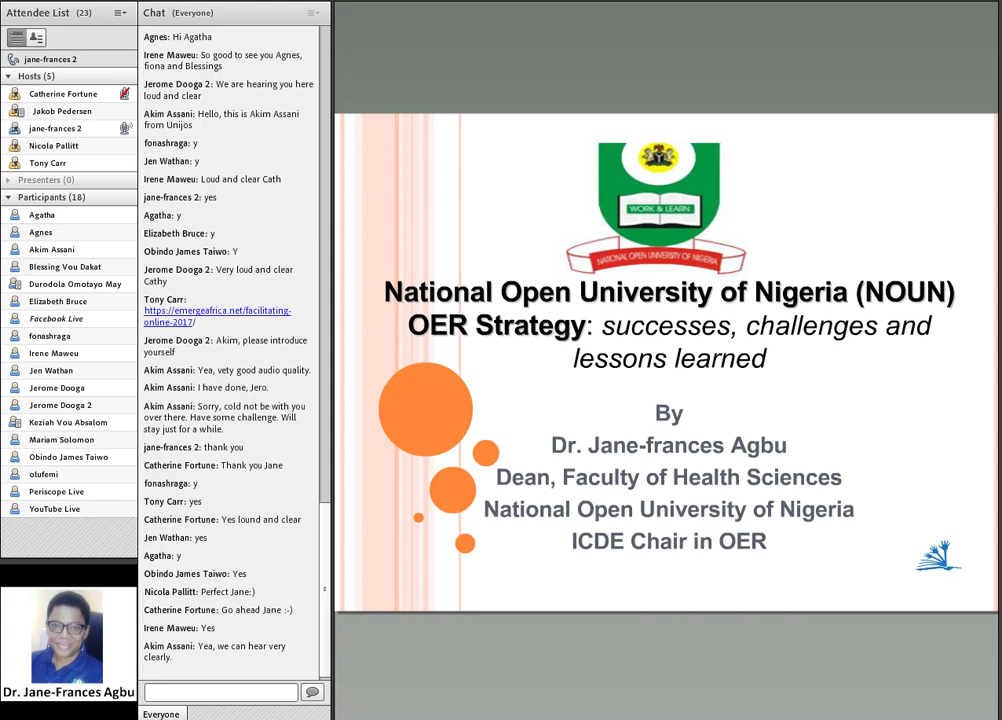 Attendee List (23)
jane-frances 2
Hosts (5)
Catherine Fortune
Jakob Pedersen
jane-frances 2
Nicola Pallitt
Tony Carr
Presenters (0)
Participants (18)
Agatha
Agnes
Akim Assani
Blessing Vou Dakat
Durodola Omotayo May
Elizabeth Bruce
Facebook Live
fonashraga
Irene Maweu
Jen Wathan
Jerome Dooga
Jerome Dooga 2
Keziah Vou Absalom
Mariam Solomon
Obindo James Taiwo
olufemi
Periscope Live
YouTube Live
Dr. Jane-Frances Agbu
Chat (Everyone)
Agnes: Hi Agatha
Irene Maweu: So good to see you Agnes,
fiona and Blessings
Jerome Dooga 2: We are hearing you here
loud and clear
Akim Assani: Hello, this is Akim Assani
from Unijos
fonashraga: y
Jen Wathan: y
Irene Maweu: Loud and clear Cath
jane-frances 2: yes
Agatha: y
Elizabeth Bruce: y
Obindo James Taiwo: Y
Jerome Dooga 2: Very loud and clear
Cathy
Tony Carr:
https://emergeafrica.net/facilitating-
online-2017/
Jerome Dooga 2: Akim, please introduce
yourself
Akim Assani: Yea, vety good audio quality.
Akim Assani: I have done, Jero.
Akim Assani: Sorry, cold not be with you
over there. Have some challenge. Will
stay just for a while.
jane-frances 2: thank you
Catherine Fortune: Thank you Jane
fonashraga: y
Tony Carr: yes
Catherine Fortune: Yes lound and clear
Jen Wathan: yes
Agatha: y
Obindo James Taiwo: Yes
Nicola Pallitt: Perfect Jane:)
Catherine Fortune: Go ahead Jane :-)
Irene Maweu: Yes
Akim Assani: Yea, we can hear very
clearly.
Everyone
WORK & LEARN
NATIONAL OPEN UNIVERSITY OF NIGERIA
National Open University of Nigeria (NOUN)
OER Strategy: successes, challenges and
lessons learned
By
Dr. Jane-frances Agbu
Dean, Faculty of Health Sciences
National Open University of Nigeria
ICDE Chair in OER